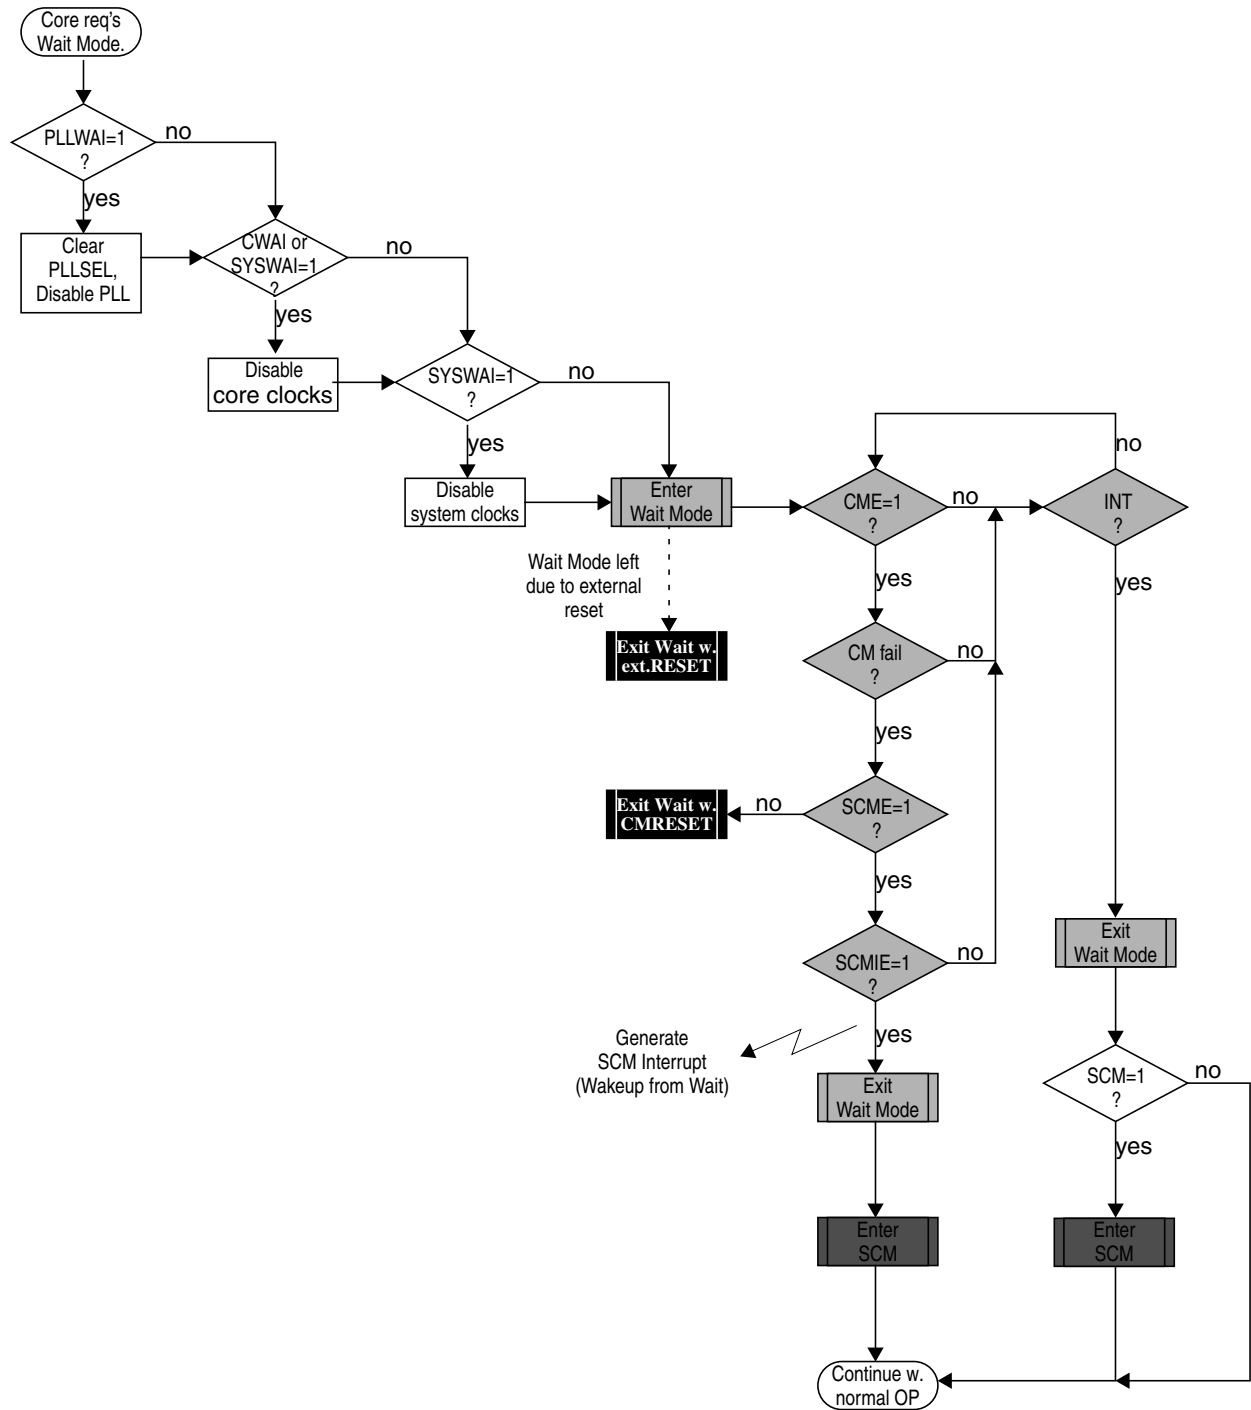 Core req's
Wait Mode.
PLLWAI=1
?
no
yes
Clear
PLLSEL,
Disable PLL
CWAI or
SYSWAI=1
?
no
yes
Disable
core clocks
SYSWAI=1
?
no
yes
Disable
system clocks
Enter
Wait Mode
Wait Mode left
due to external
reset
Exit Wait w.
ext.RESET
CME=1
?
no
yes
INT
?
no
yes
CM fail
?
no
yes
SCME=1
?
no
yes
Exit Wait w.
CMRESET
SCMIE=1
?
no
yes
Generate
SCM Interrupt
(Wakeup from Wait)
Exit
Wait Mode
Enter
SCM
Exit
Wait Mode
SCM=1
?
no
yes
Enter
SCM
Continue w.
normal OP